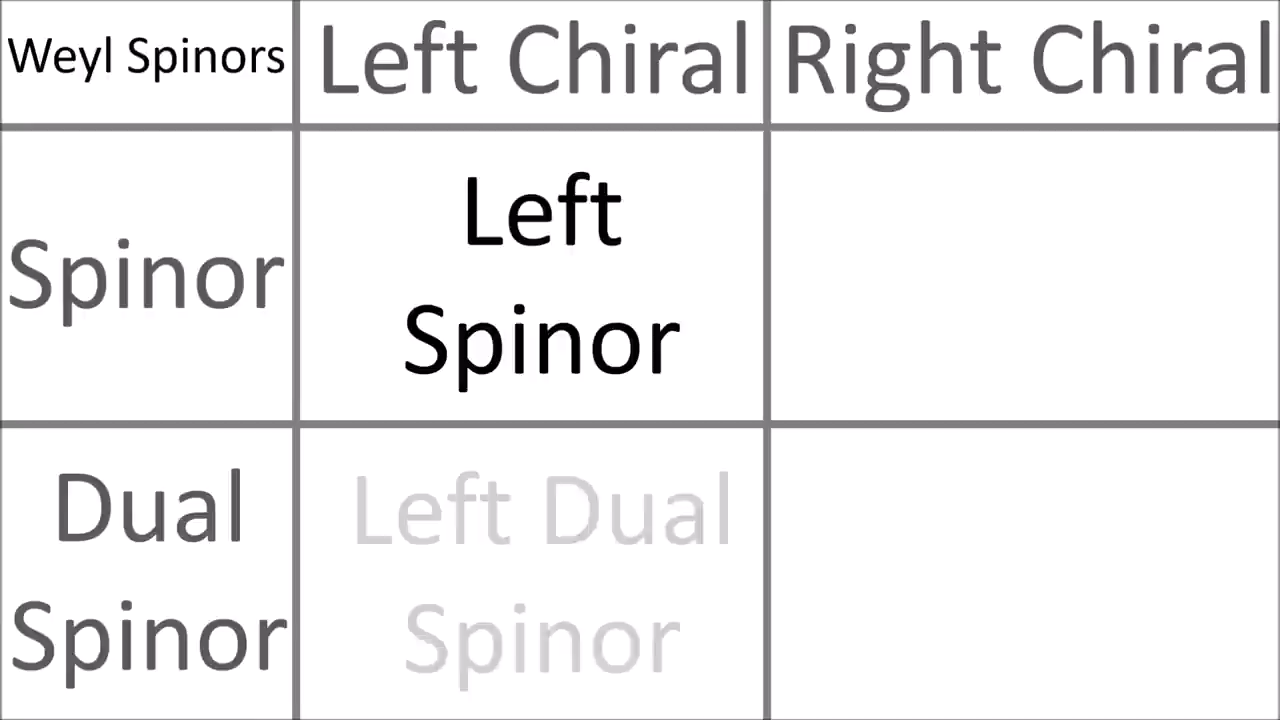 Weyl Spinors Left Chiral Right Chiral
Spinor
Left
Spinor
Dual
Spinor
Left Dual
Spinor